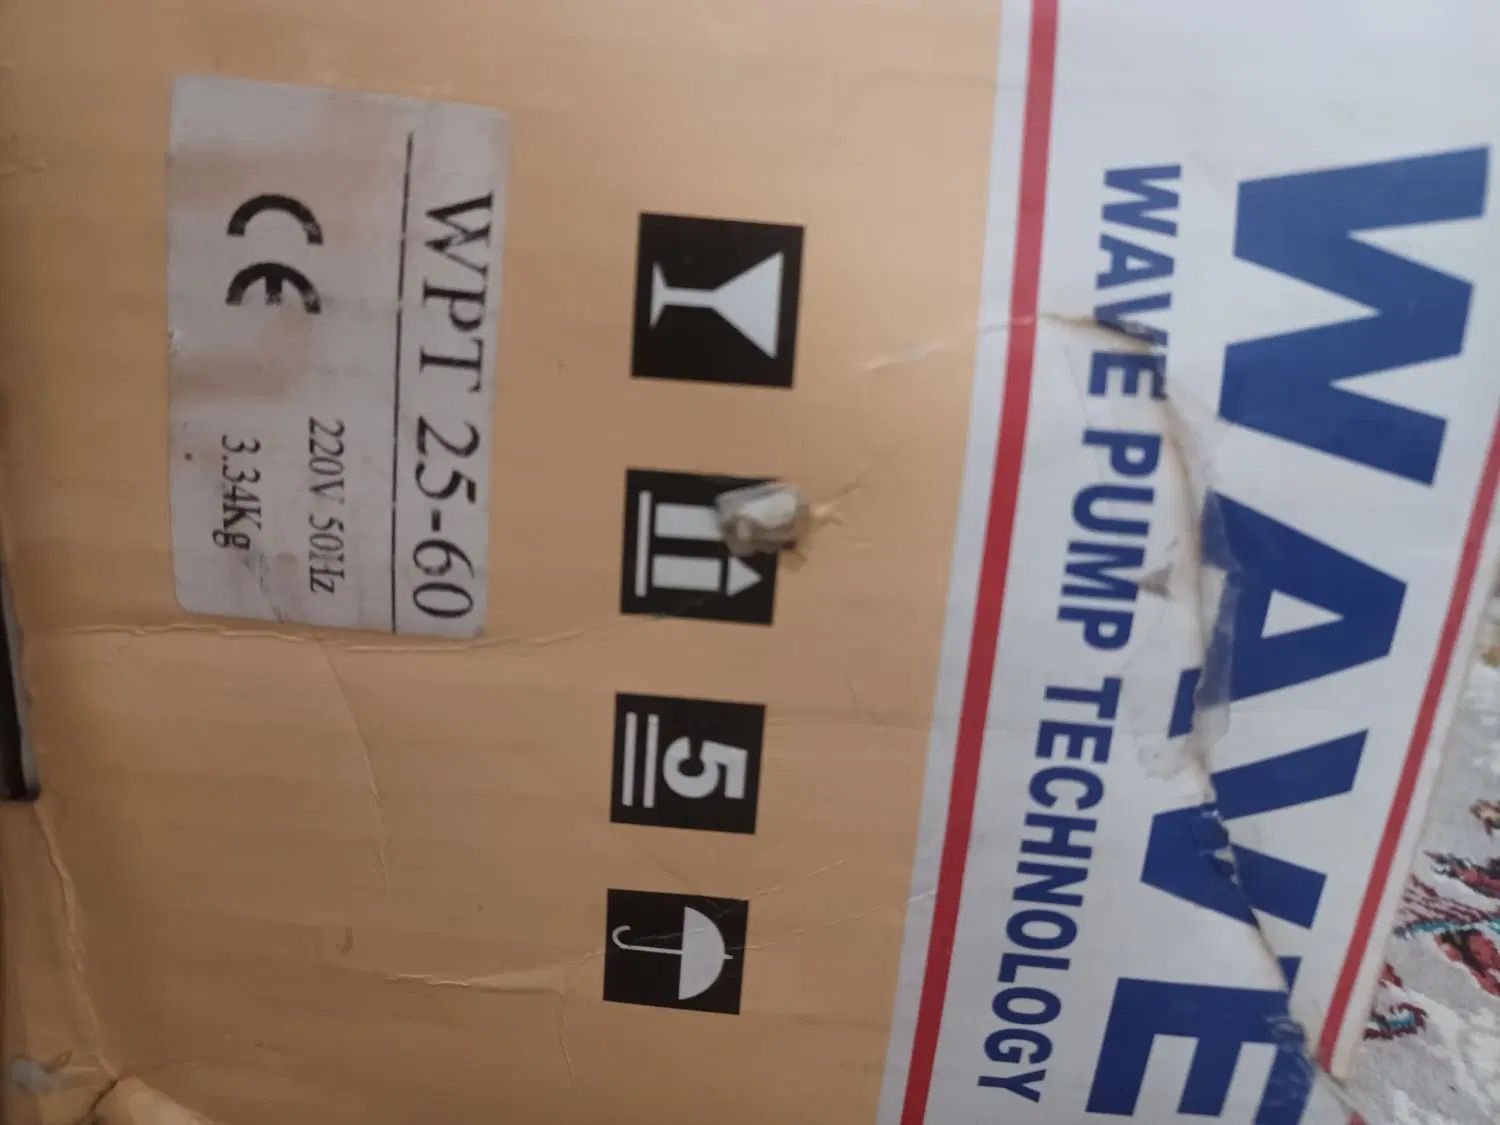 WAVE
WAVE PUMP TECHNOLOGY
5
WPT 25-60
CE
220V 50Hz
3.34Kg